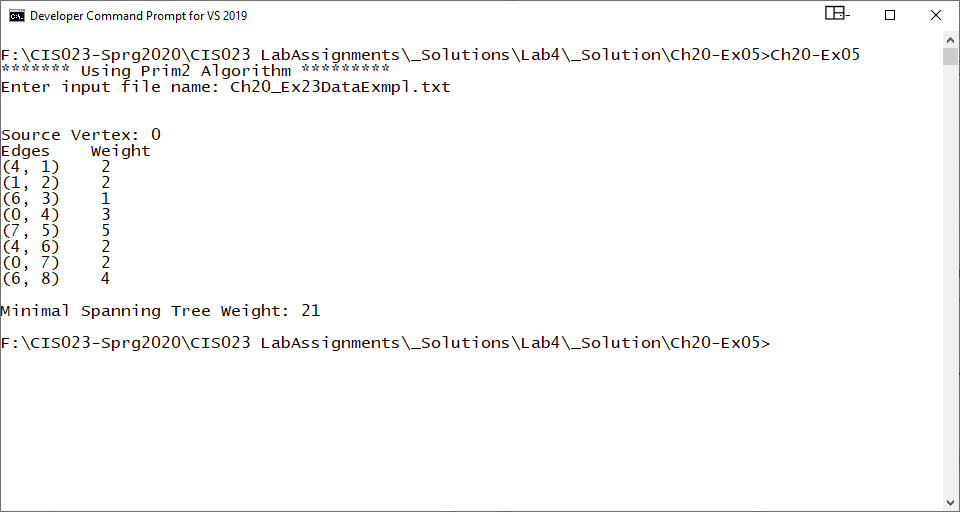 Developer Command Prompt for VS 2019
F:\CIS023-Sprg2020\CIS023 LabAssignments\_Solutions\Lab4\_Solution\Ch20-Ex05>Ch20-Ex05
******* Using Prim2 Algorithm *********
Enter input file name: Ch20_Ex23DataExmpl.txt
Source Vertex: 0
Edges    Weight
(4, 1)    2
(1, 2)    2
(6, 3)    1
(0, 4)    3
(7, 5)    5
(4, 6)    2
(0, 7)    2
(6, 8)    4
Minimal Spanning Tree Weight: 21
F:\CIS023-Sprg2020\CIS023 LabAssignments\_Solutions\Lab4\_Solution\Ch20-Ex05>